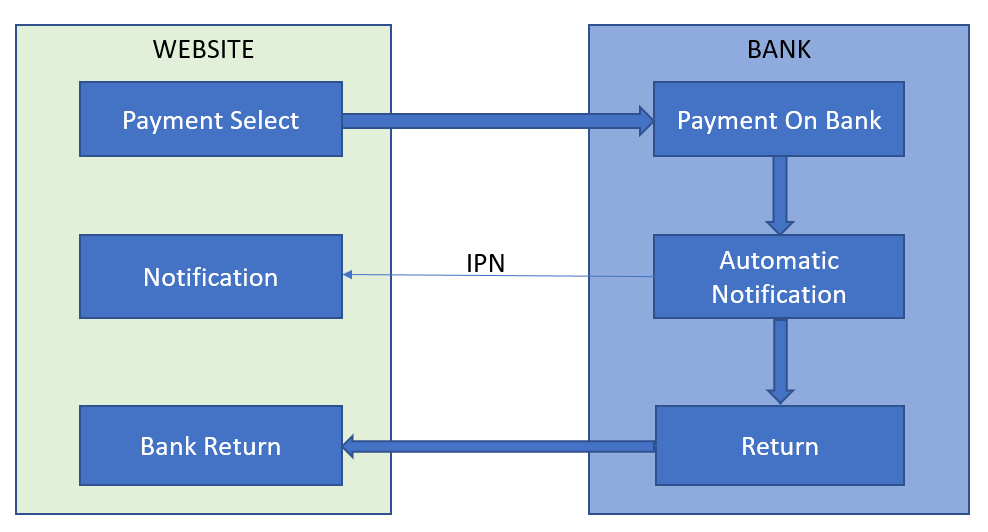 WEBSITE
BANK
Payment Select
Payment On Bank
Notification
IPN
Automatic
Notification
Bank Return
Return